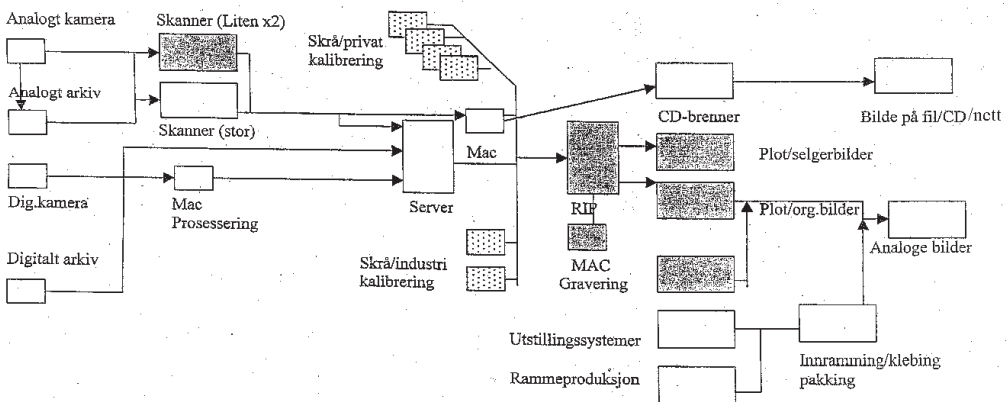 Analogt kamera
Skanner (Liten x2)
Skrå/privat
kalibrering
Analogt arkiv
Skanner (stor)
Mac
CD-brenner
Bilde på fil/CD/nett
Dig.kamera
Mac
Prosessering
Server
RIP
Plot/selgerbilder
Plot/org.bilder
Analoge bilder
Digitalt arkiv
Skrå/industri
kalibrering
MAC
Gravering
Utstillingssystemer
Innramning/klebing
pakking
Rammeproduksjon